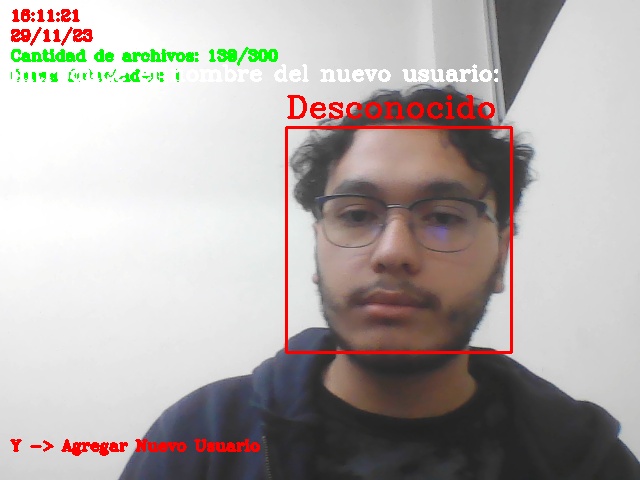 16:11:21
29/11/23
Cantidad de archivos: 139/300
nombre del nuevo usuario:
Desconocido
Y -> Agregar Nuevo Usuario